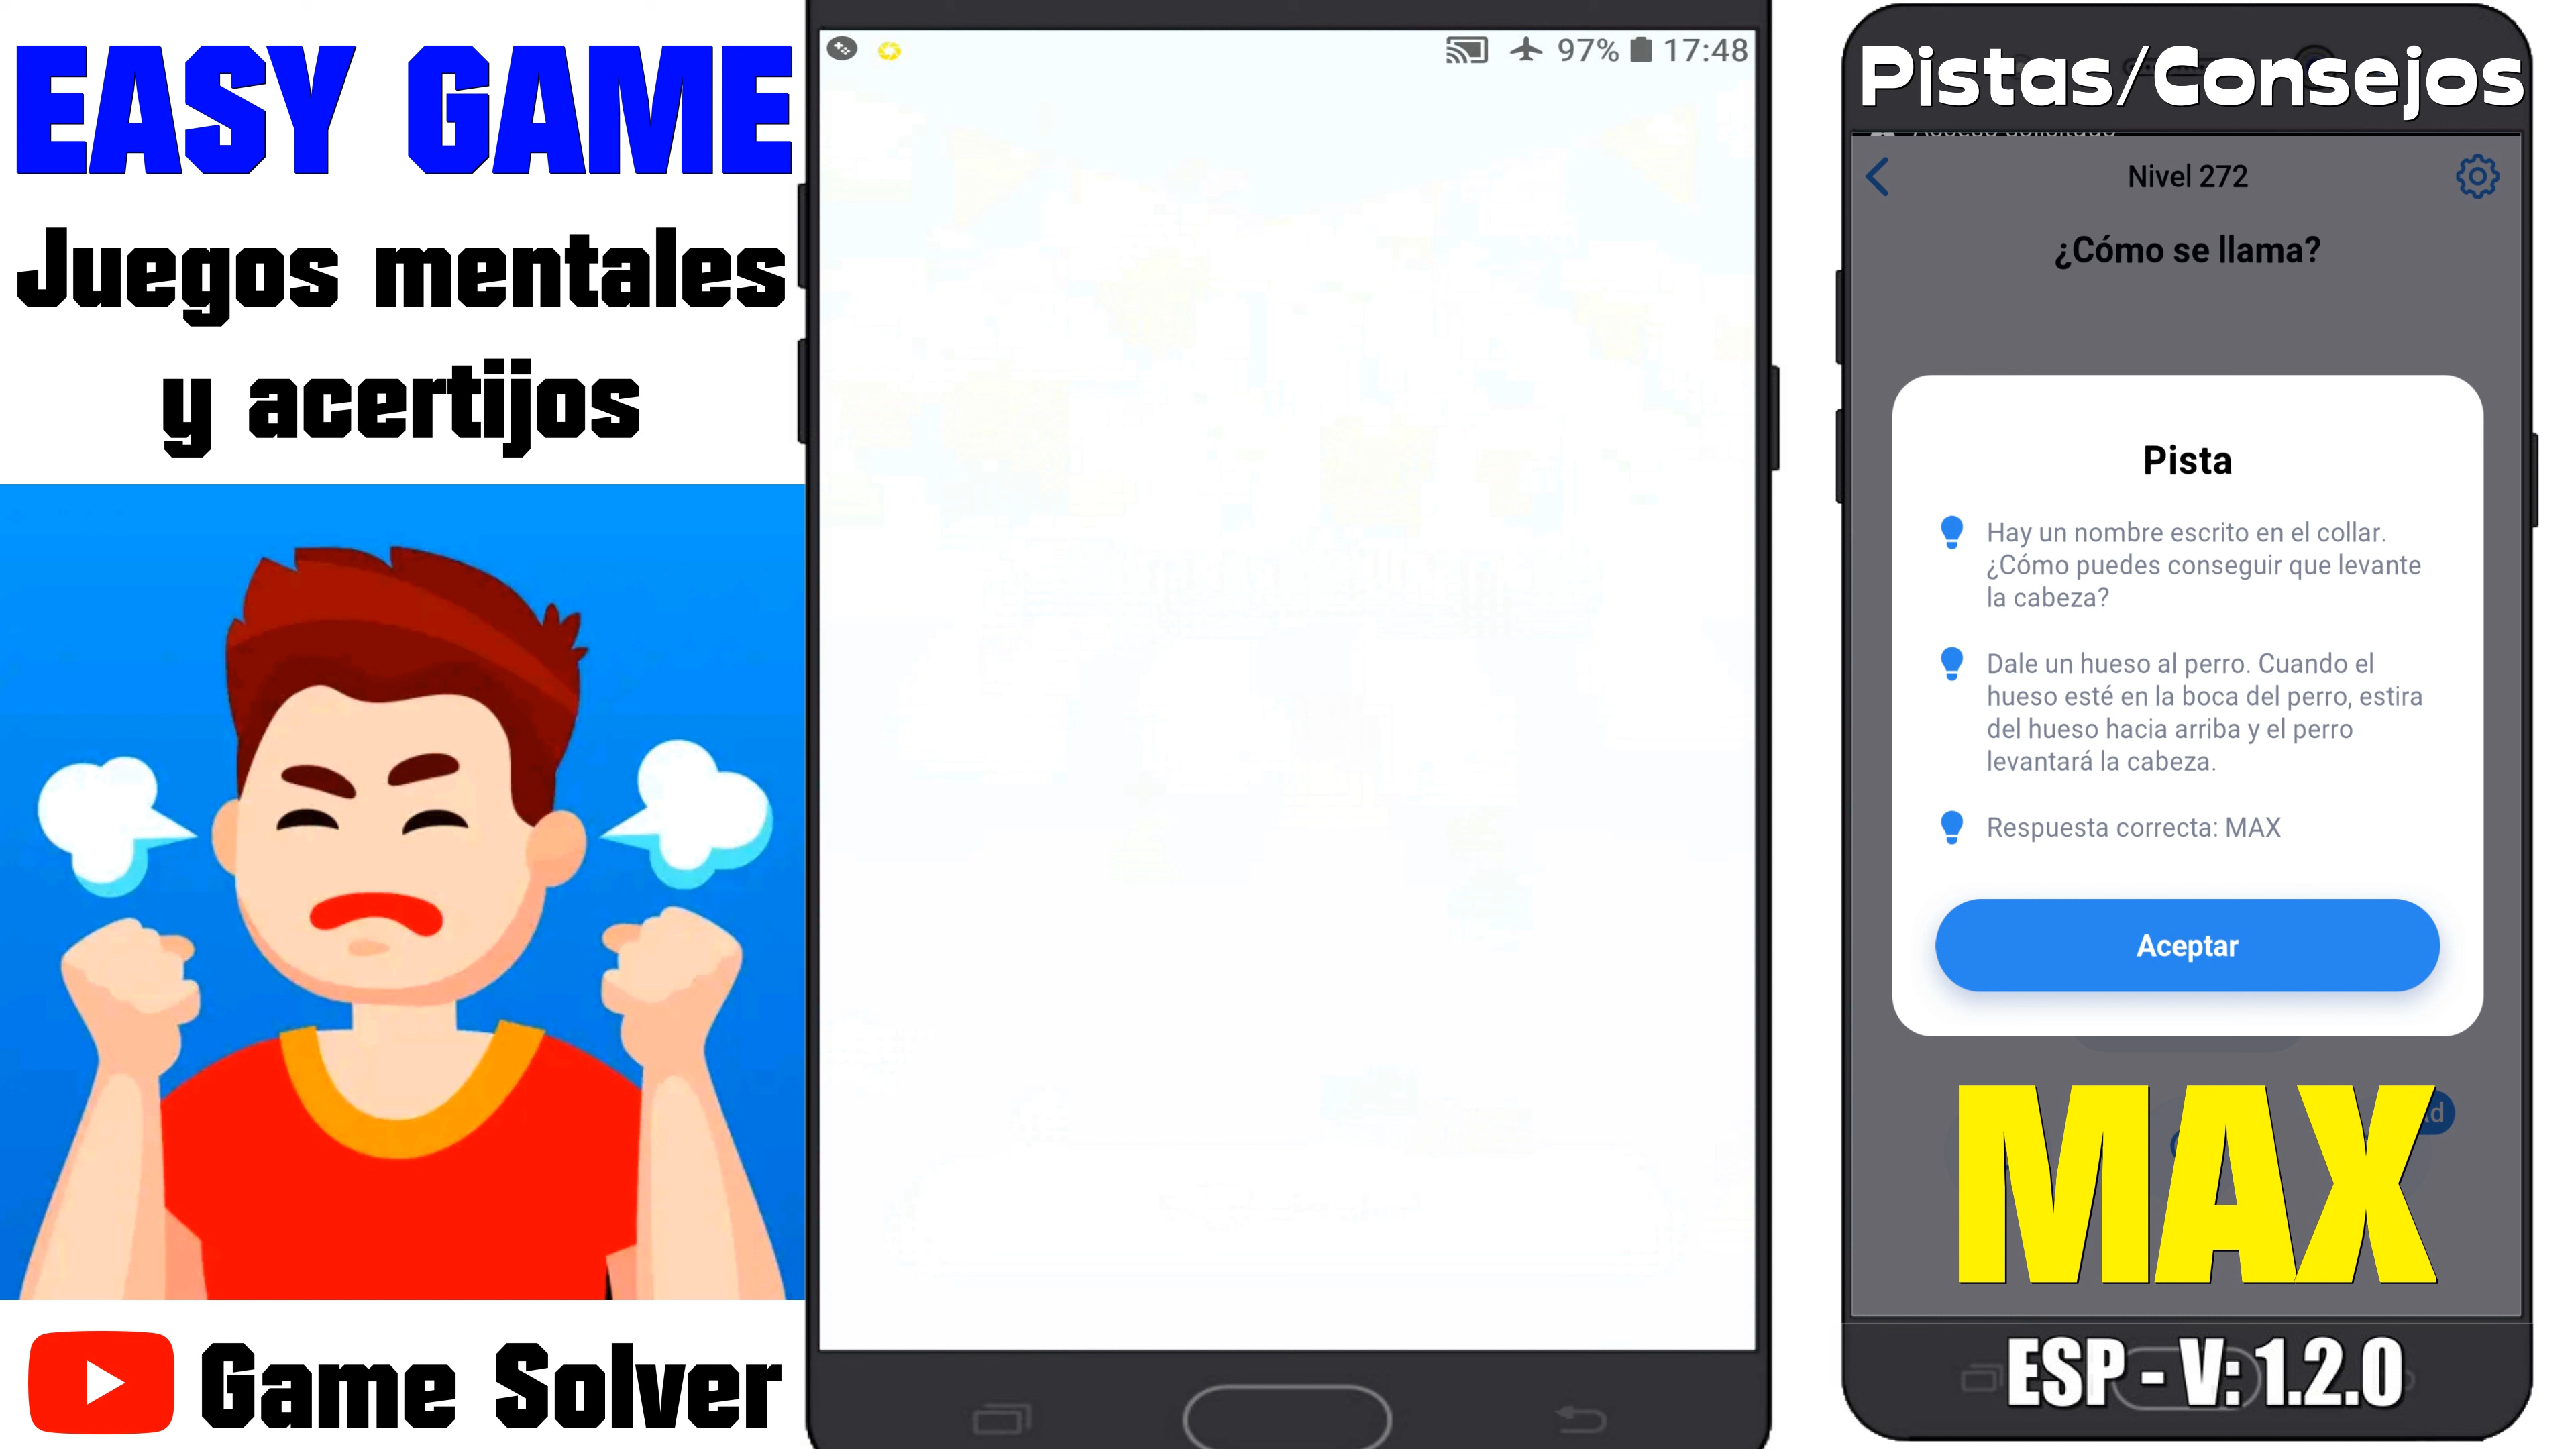 EASY GAME
Juegos mentales
y acertijos
Game Solver
97% 17:48
Pistas/Consejos
Nivel 272
¿Cómo se llama?
Pista
Hay un nombre escrito en el collar.
¿Cómo puedes conseguir que levante
la cabeza?
Dale un hueso al perro. Cuando el
hueso esté en la boca del perro, estira
del hueso hacia arriba y el perro
levantará la cabeza.
Respuesta correcta: MAX
Aceptar
MAX
ESP - V: 1.2.0